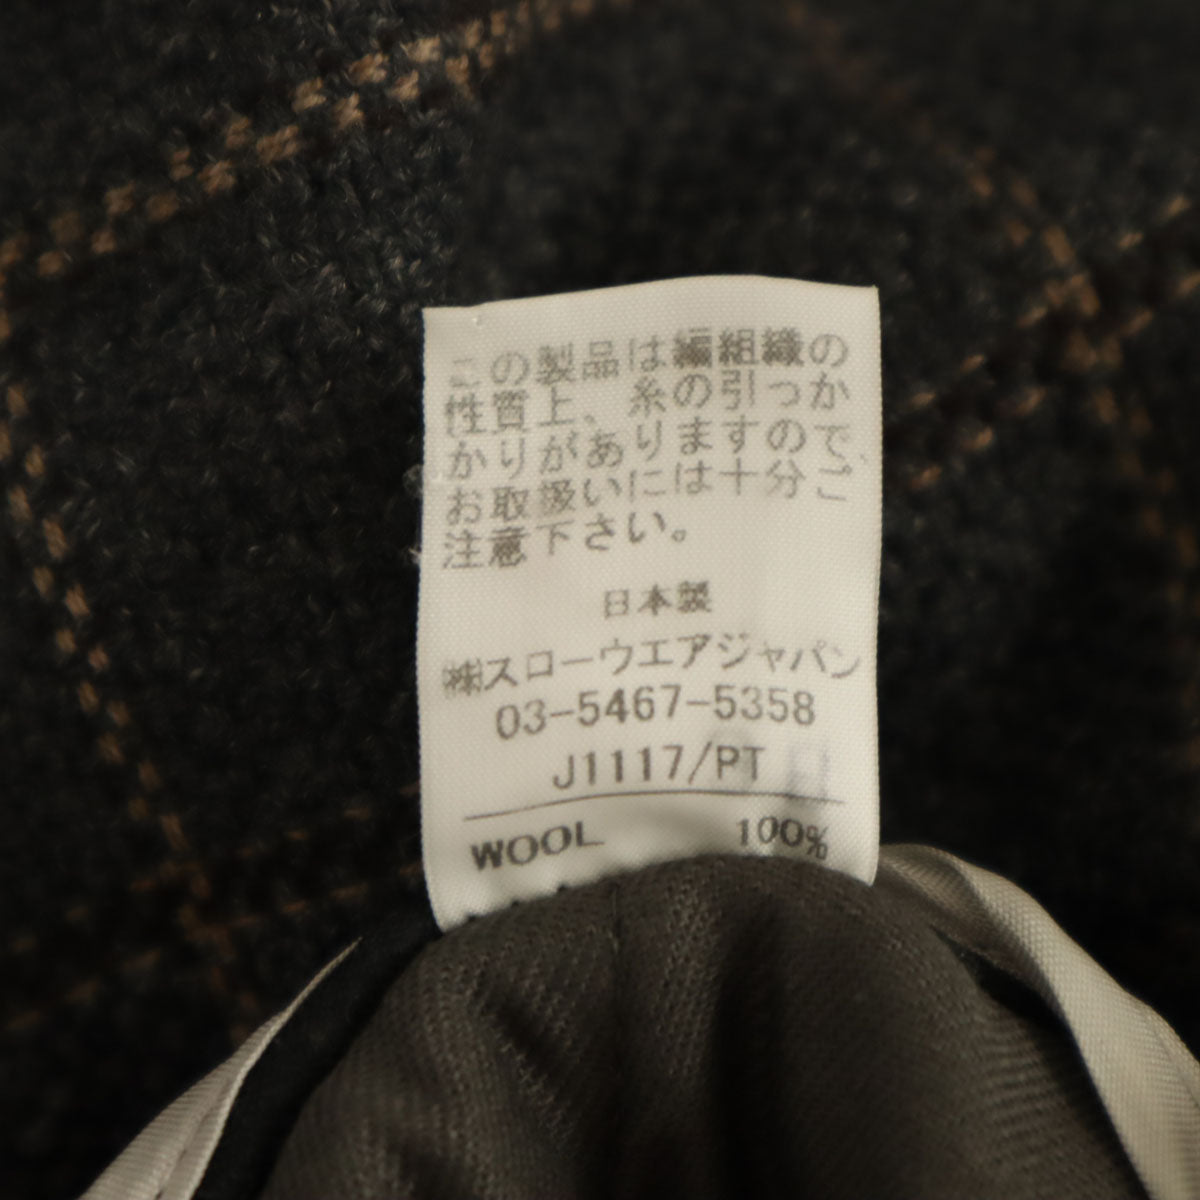 この製品は編組織の
性質上、糸の引っか
かりがありますので、
お取扱いには十分ご
注意下さい。
日本製
㈱スローウエアジャパン
03-5467-5358
J1117/PT
WOOL 100%